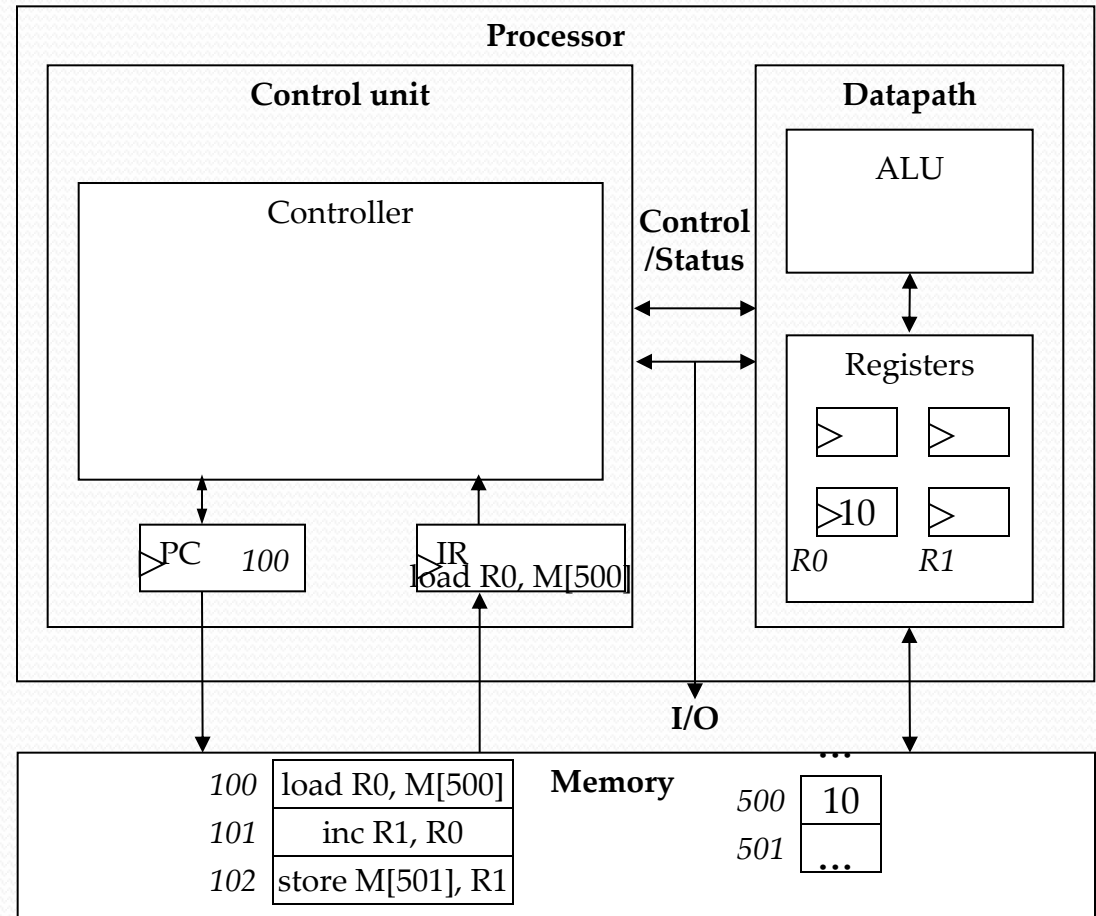 Processor
Control unit
Datapath
ALU
Controller
Control
/Status
Registers
10
R0 R1
PC 100
IR
load R0, M[500]
I/O
Memory
100 load R0, M[500]
101 inc R1, R0
102 store M[501], R1
...
500 10
501
...